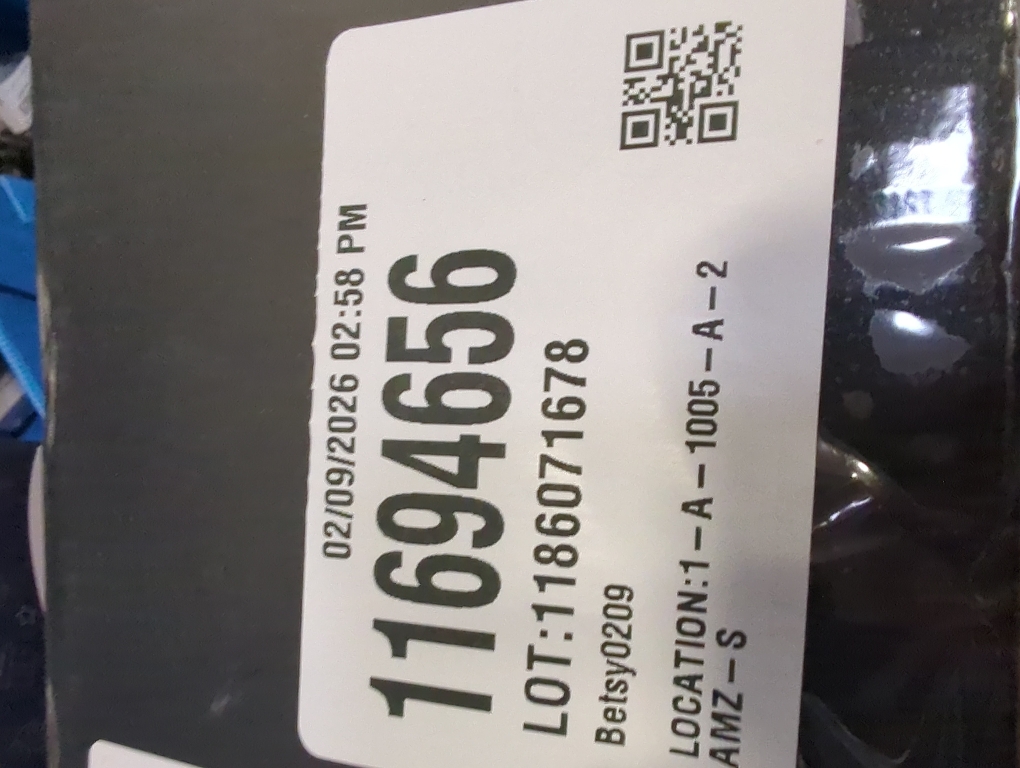 02/09/2026 02:58 PM
11694656
LOT:1186071678
Betsy0209
LOCATION:1-A-1005-A-2
AMZ-S